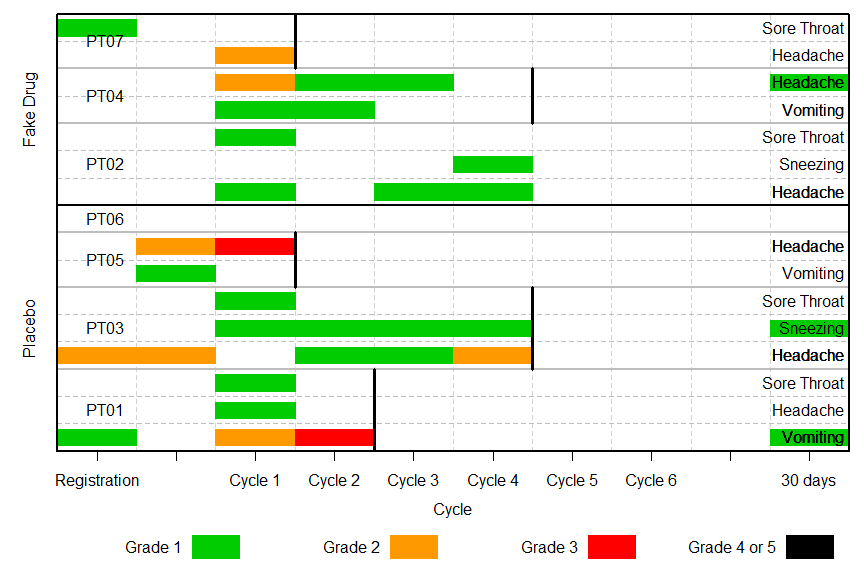 Fake Drug
PT07
Sore Throat
Headache
PT04
Headache
Vomiting
PT02
Sore Throat
Sneezing
Headache
Placebo
PT06
PT05
Headache
Vomiting
PT03
Sore Throat
Sneezing
Headache
PT01
Sore Throat
Headache
Vomiting
Registration Cycle 1 Cycle 2 Cycle 3 Cycle 4 Cycle 5 Cycle 6 30 days
Cycle
Grade 1 Grade 2 Grade 3 Grade 4 or 5